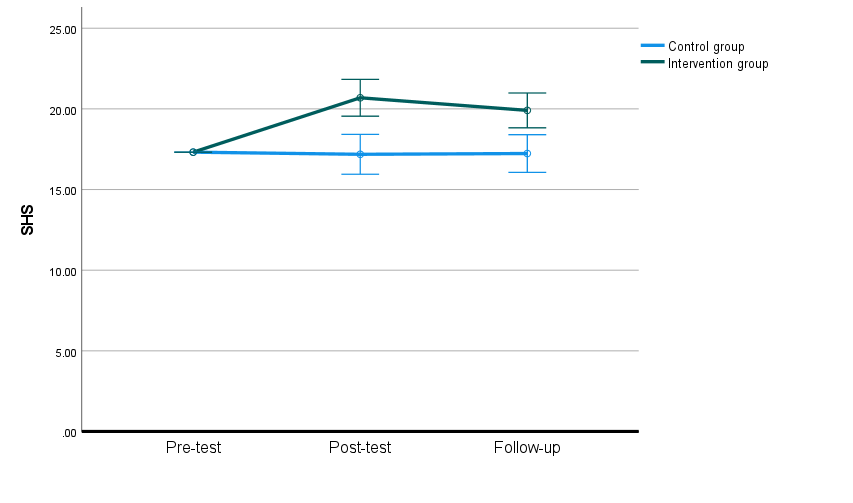 25.00
20.00
15.00
10.00
5.00
.00
SHS
Pre-test
Post-test
Follow-up
Control group
Intervention group